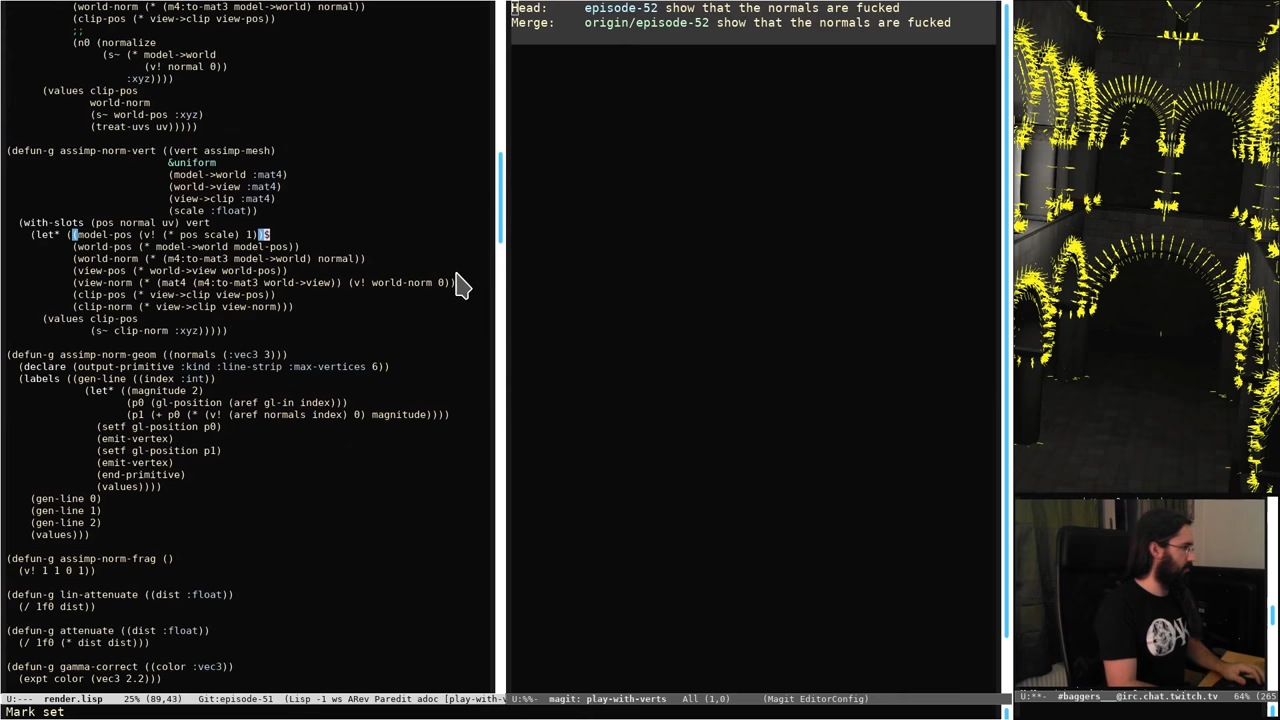 (world-norm (* (m4:to-mat3 model->world) normal))
(clip-pos (* view->clip view-pos))
;;
(n0 (normalize
(s~ (* model->world
(v! normal 0))
:xyz))))
(values clip-pos
world-norm
(s~ world-pos :xyz)
(treat-uvs uv)))))
(defun-g assimp-norm-vert ((vert assimp-mesh)
&uniform
(model->world :mat4)
(world->view :mat4)
(view->clip :mat4)
(scale :float))
(with-slots (pos normal uv) vert
(let* ((model-pos (v! (* pos scale) 1))$
(world-pos (* model->world model-pos))
(world-norm (* (m4:to-mat3 model->world) normal))
(view-pos (* world->view world-pos))
(view-norm (* (mat4 (m4:to-mat3 world->view)) (v! world-norm 0)))
(clip-pos (* view->clip view-pos))
(clip-norm (* view->clip view-norm)))
(values clip-pos
(s~ clip-norm :xyz)))))
(defun-g assimp-norm-geom ((normals (:vec3 3)))
(declare (output-primitive :kind :line-strip :max-vertices 6))
(labels ((gen-line ((index :int))
(let* ((magnitude 2)
(p0 (gl-position (aref gl-in index)))
(p1 (+ p0 (* (v! (aref normals index) 0) magnitude))))
(setf gl-position p0)
(emit-vertex)
(setf gl-position p1)
(emit-vertex)
(end-primitive)
(values))))
(gen-line 0)
(gen-line 1)
(gen-line 2)
(values)))
(defun-g assimp-norm-frag ()
(v! 1 1 0 1))
(defun-g lin-attenuate ((dist :float))
(/ 1f0 dist))
(defun-g attenuate ((dist :float))
(/ 1f0 (* dist dist)))
(defun-g gamma-correct ((color :vec3))
(expt color (vec3 2.2)))
U:--- render.lisp 25% (89,43) Git:episode-51 (Lisp -1 ws ARev Paredit adoc [play-with-v
Mark set
Head: episode-52 show that the normals are fucked
Merge: origin/episode-52 show that the normals are fucked
U:%%- magit: play-with-verts All (1,0) (Magit EditorConfig)
U:**- #baggers_ @irc.chat.twitch.tv 64% (265